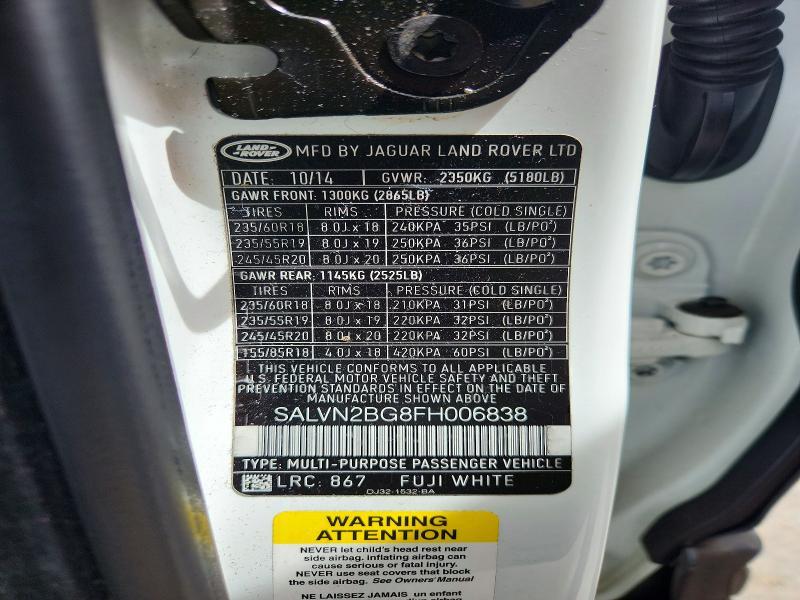 LAND-ROVER MFD BY JAGUAR LAND ROVER LTD
DATE: 10/14 GVWR: 2350KG (5180LB)
GAWR FRONT: 1300KG (2865LB)
TIRES RIMS PRESSURE (COLD SINGLE)
235/60R18 8.0J x 18 240KPA 35PSI (LB/PO²)
235/55R19 8.0J x 19 250KPA 36PSI (LB/PO²)
245/45R20 8.0J x 20 250KPA 36PSI (LB/PO²)
GAWR REAR: 1145KG (2525LB)
TIRES RIMS PRESSURE (COLD SINGLE)
235/60R18 8.0J x 18 210KPA 31PSI (LB/PO²)
235/55R19 8.0J x 19 220KPA 32PSI (LB/PO²)
245/45R20 8.0J x 20 220KPA 32PSI (LB/PO²)
155/85R18 4.0J x 18 420KPA 60PSI (LB/PO²)
THIS VEHICLE CONFORMS TO ALL APPLICABLE
U.S. FEDERAL MOTOR VEHICLE SAFETY AND THEFT
PREVENTION STANDARDS IN EFFECT ON THE DATE OF
MANUFACTURE SHOWN ABOVE
SALVN2BG8FH006838
TYPE: MULTI-PURPOSE PASSENGER VEHICLE
LRC: 867 FUJI WHITE
DJ32-1532-BA
WARNING
ATTENTION
NEVER let child's head rest near
side airbag. Inflating airbag can
cause serious or fatal injury.
NEVER use seat covers that block
the side airbag. See Owners' Manual
NE LAISSEZ JAMAIS un enfant